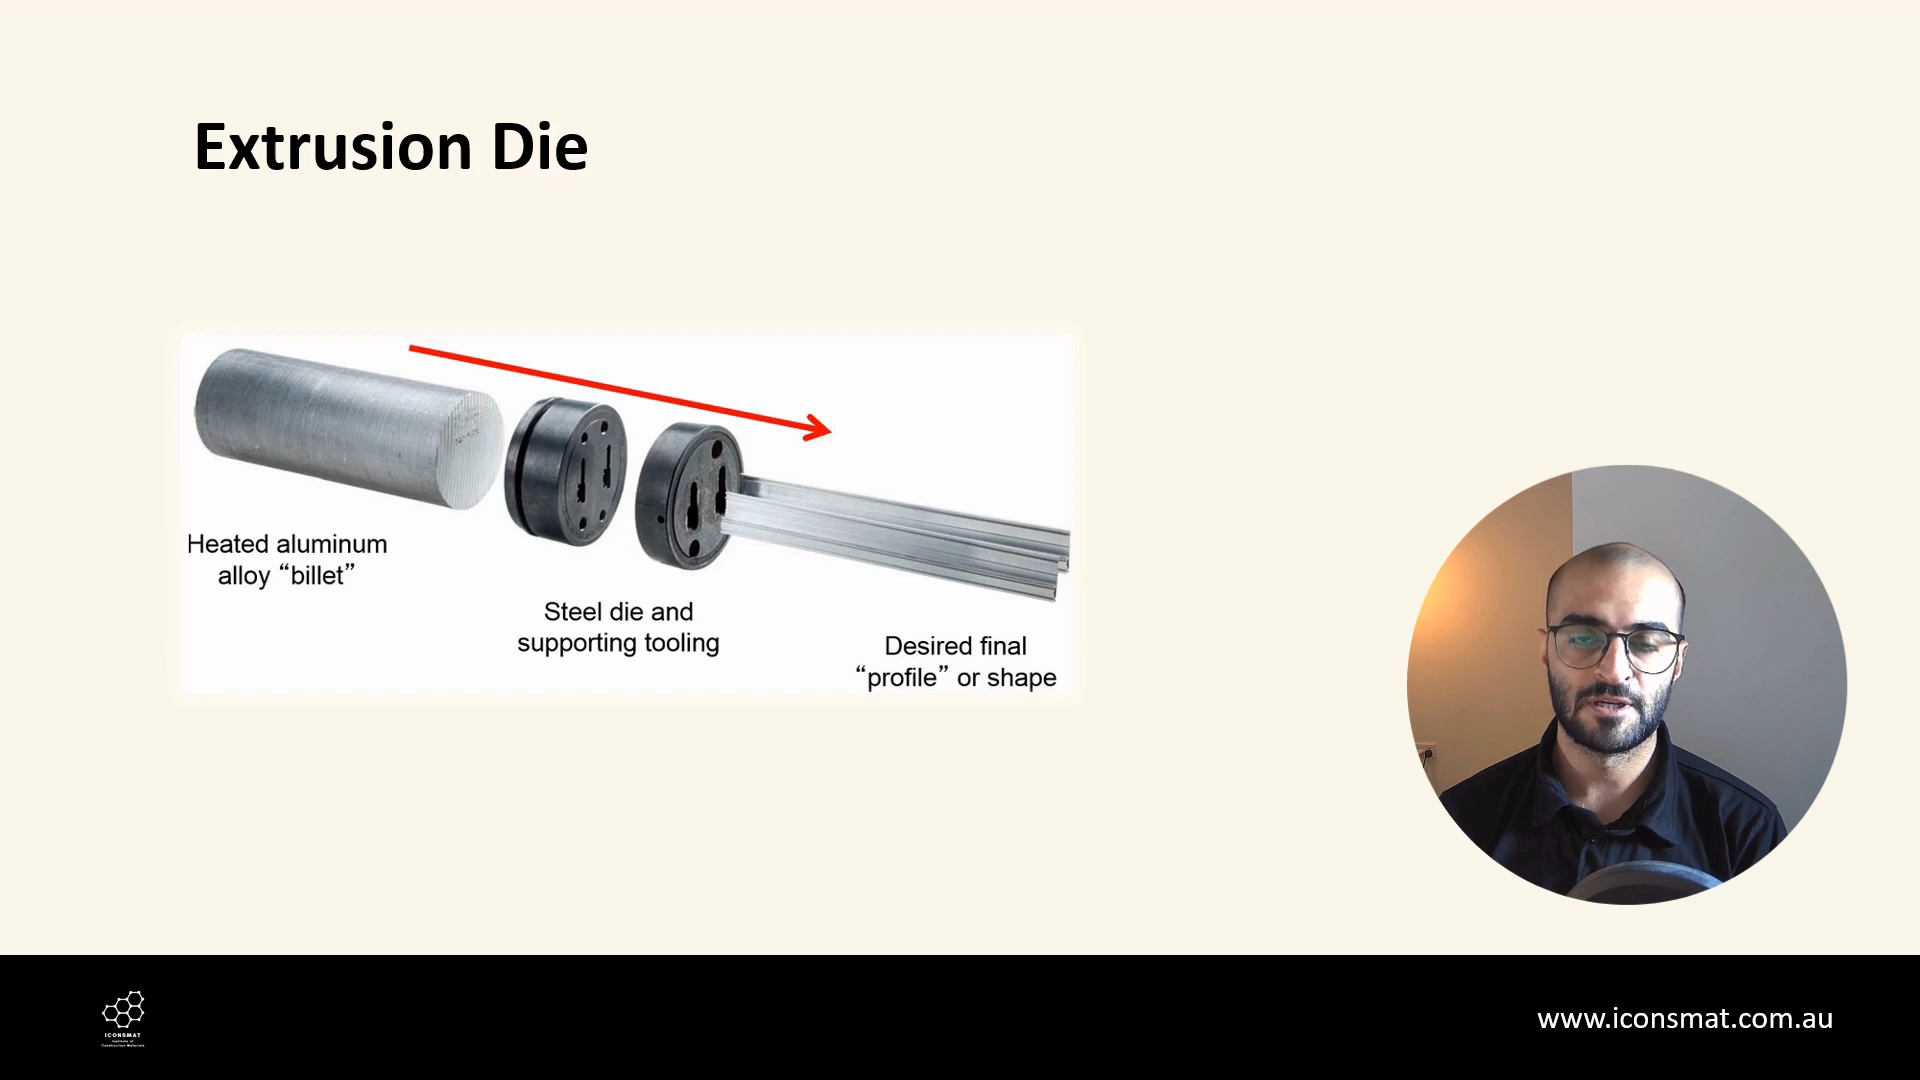 Extrusion Die
Heated aluminum
alloy “billet”
Steel die and
supporting tooling
Desired final
“profile” or shape
ICONSMAT
Institute of
Construction Materials
www.iconsmat.com.au